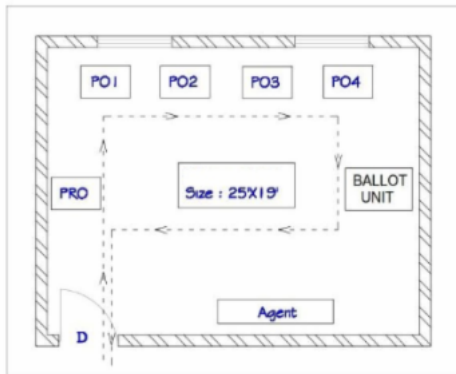 PO1 PO2 PO3 PO4
PRO
Size : 25'X19'
BALLOT
UNIT
Agent
D